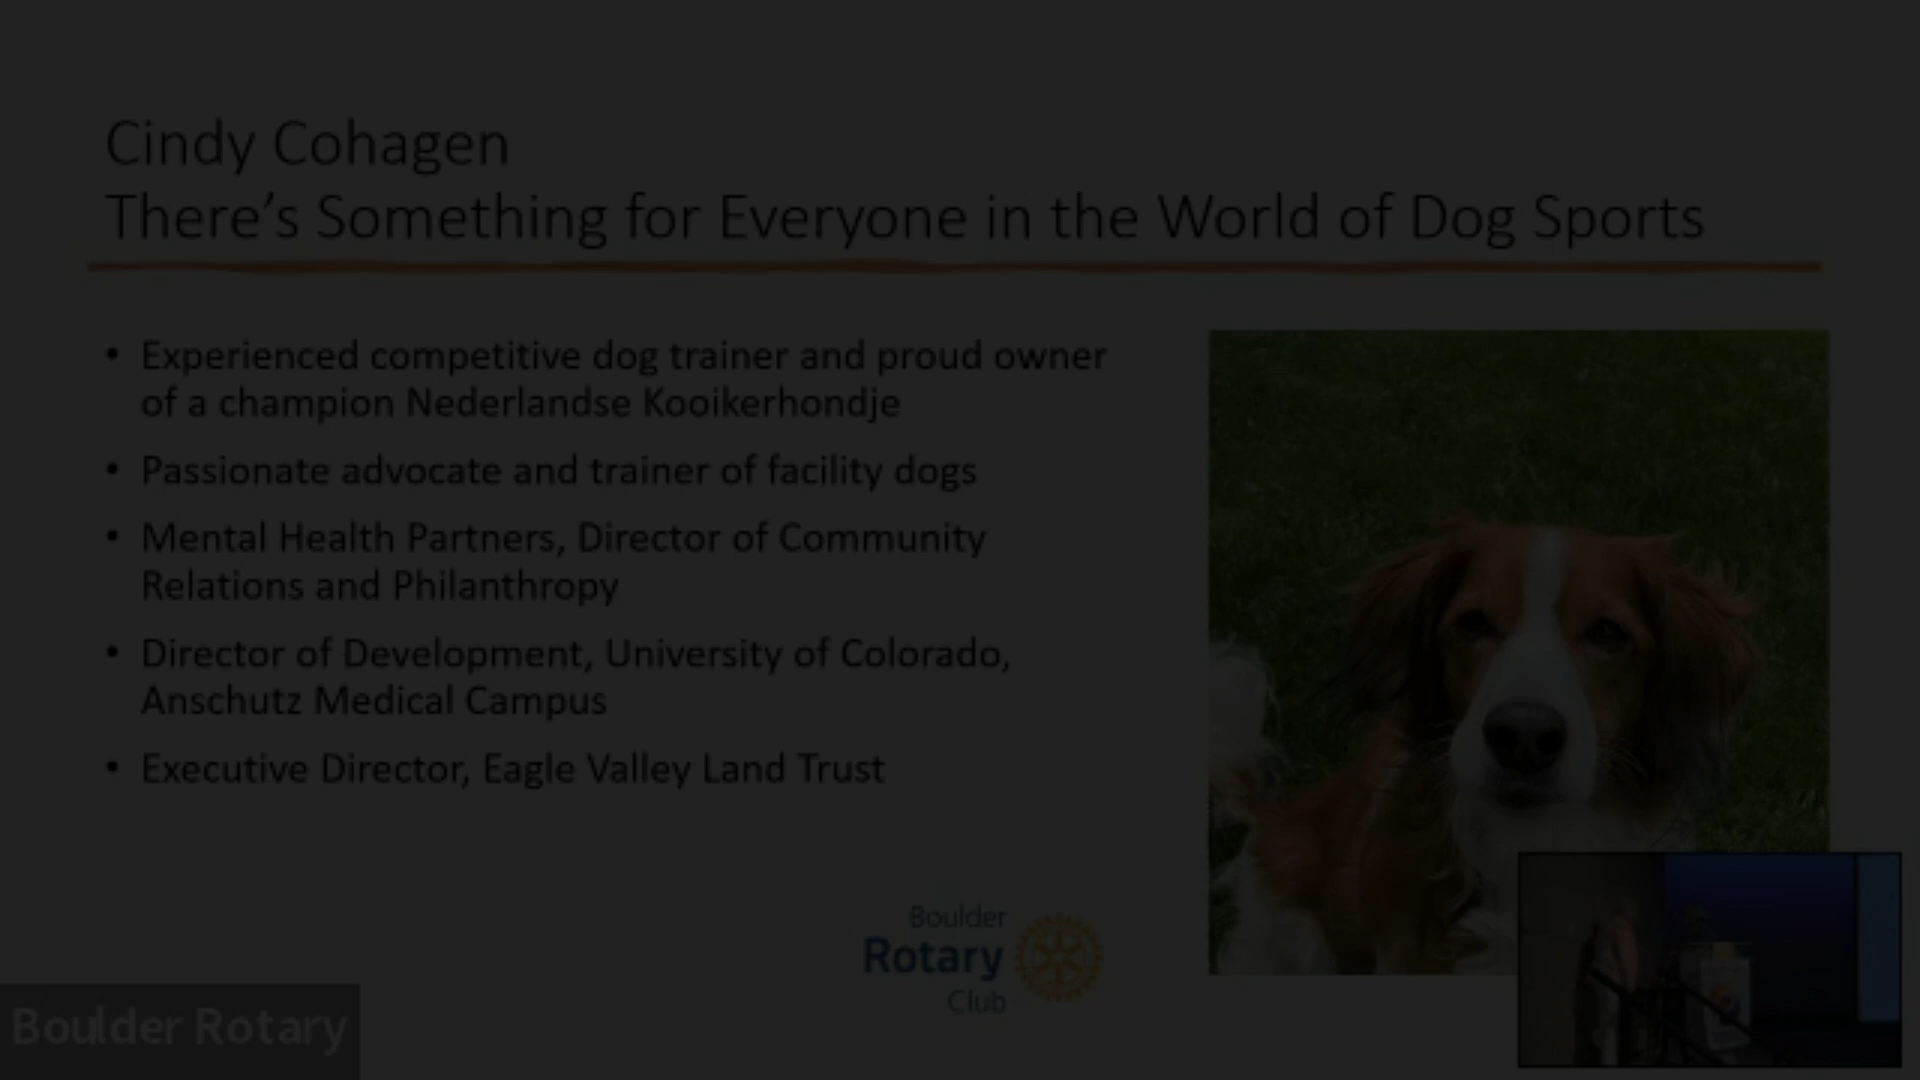 Cindy Cohagen
There’s Something for Everyone in the World of Dog Sports
• Experienced competitive dog trainer and proud owner
of a champion Nederlandse Kooikerhondje
• Passionate advocate and trainer of facility dogs
• Mental Health Partners, Director of Community
Relations and Philanthropy
• Director of Development, University of Colorado,
Anschutz Medical Campus
• Executive Director, Eagle Valley Land Trust
Boulder
Rotary
Club
Boulder Rotary